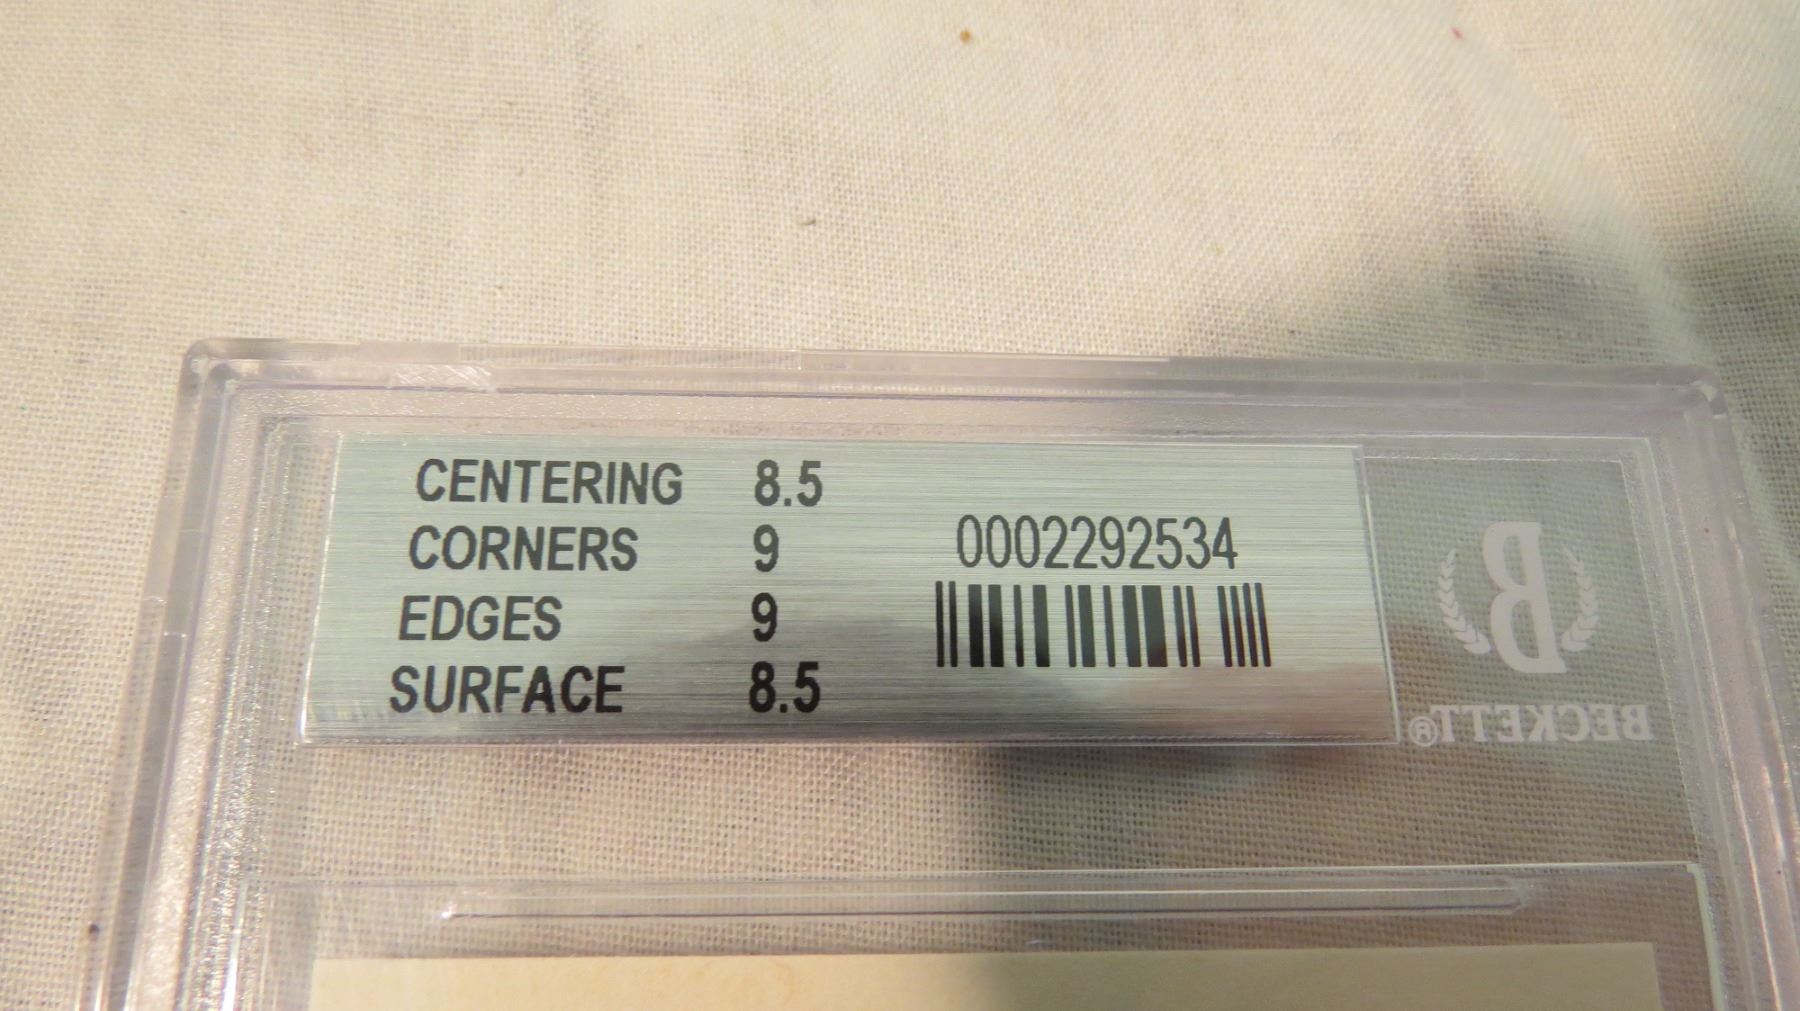 CENTERING 8.5
CORNERS 9
EDGES 9
SURFACE 8.5
0002292534
B
BECKETT®